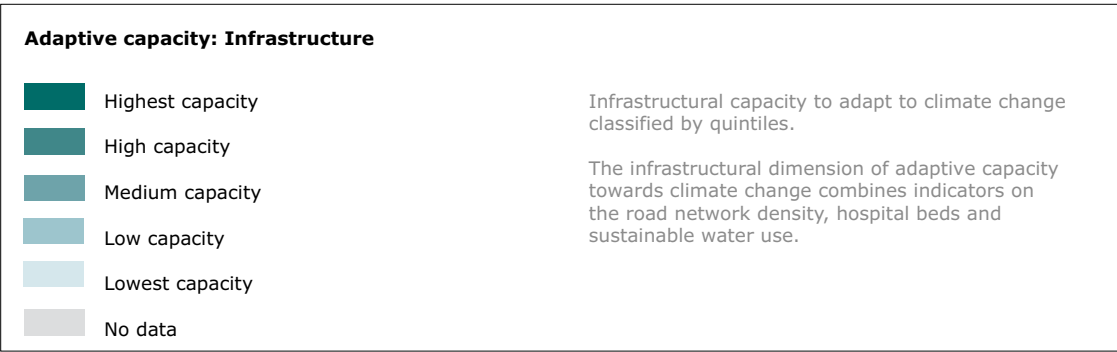 Adaptive capacity: Infrastructure
Highest capacity
High capacity
Medium capacity
Low capacity
Lowest capacity
No data
Infrastructural capacity to adapt to climate change
classified by quintiles.
The infrastructural dimension of adaptive capacity
towards climate change combines indicators on
the road network density, hospital beds and
sustainable water use.